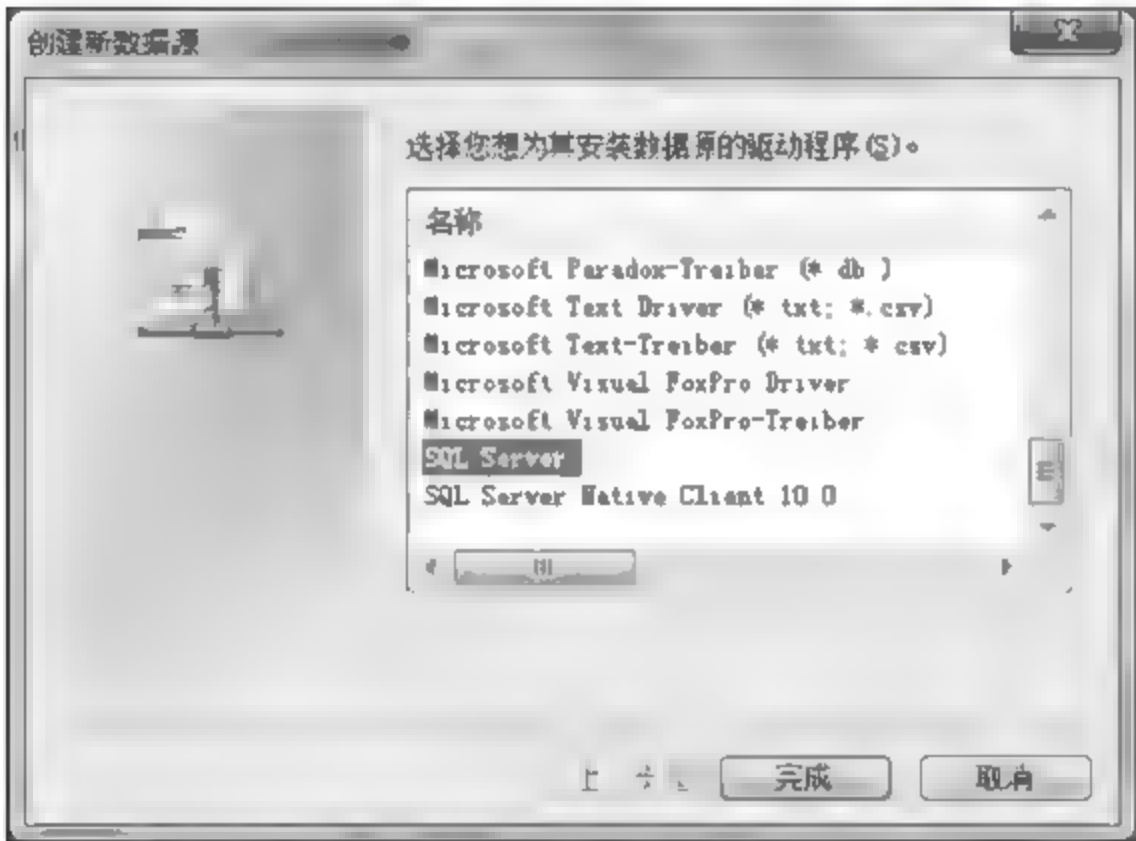 创建新数据源
选择您想为其安装数据源的驱动程序(S)。
名称
Microsoft Paradox-Treiber (* db )
Microsoft Text Driver (* txt; *.csv)
Microsoft Text-Treiber (* txt; * csv)
Microsoft Visual FoxPro Driver
Microsoft Visual FoxPro-Treiber
SQL Server
SQL Server Native Client 10 0
完成
取消